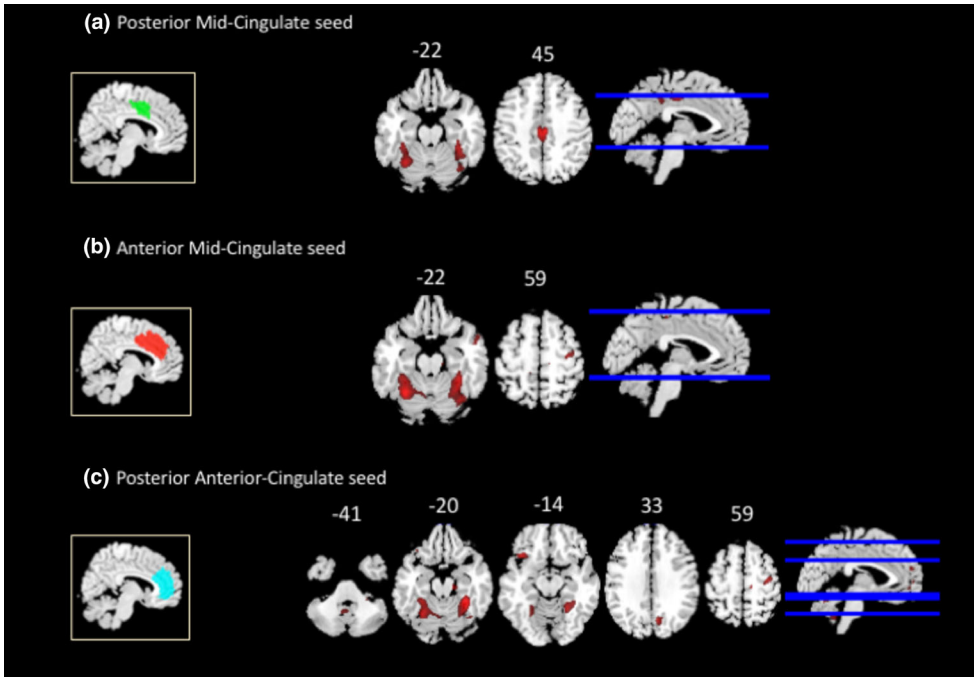 (a) Posterior Mid-Cingulate seed
-22 45
(b) Anterior Mid-Cingulate seed
-22 59
(c) Posterior Anterior-Cingulate seed
-41 -20 -14 33 59